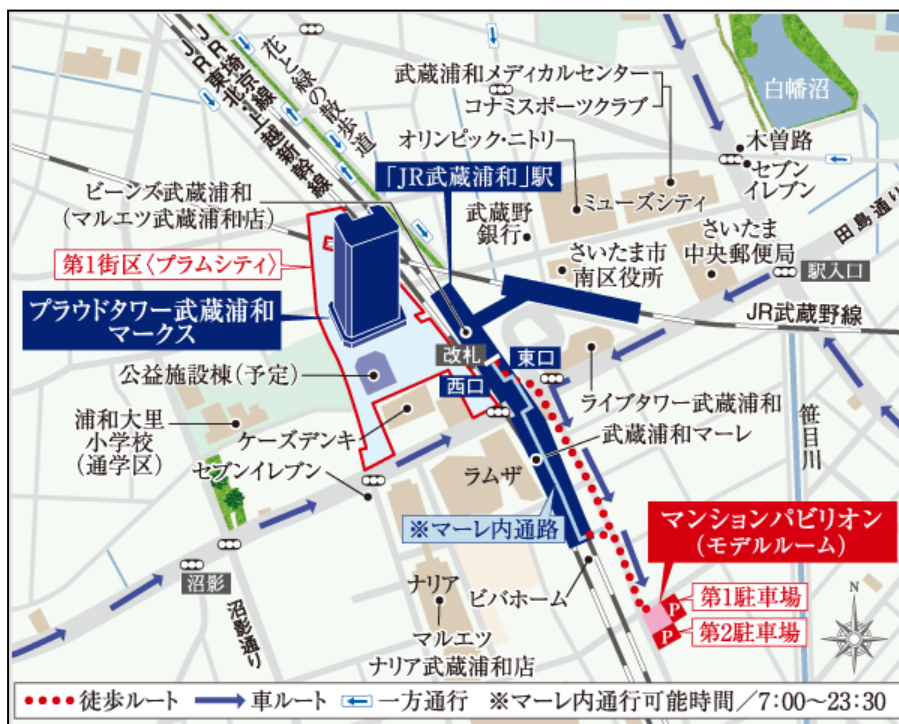 JR東北・上越新幹線
JR埼京線
花と緑の散歩道
武蔵浦和メディカルセンター
コナミスポーツクラブ
オリンピック・ニトリ
白幡沼
木曽路
セブン
イレブン
「JR武蔵浦和」駅
ビーンズ武蔵浦和
(マルエツ武蔵浦和店)
武蔵野
銀行
ミューズシティ
さいたま市
南区役所
さいたま
中央郵便局
田島通り
駅入口
第1街区〈プラムシティ〉
プラウドタワー武蔵浦和
マークス
JR武蔵野線
改札
東口
西口
公益施設棟(予定)
ライブタワー武蔵浦和
武蔵浦和マーレ
笹目川
浦和大里
小学校
(通学区)
ケーズデンキ
セブンイレブン
ラムザ
※マーレ内通路
マンションパビリオン
(モデルルーム)
沼影
沼影通り
ナリア
マルエツ
ナリア武蔵浦和店
ビバホーム
P 第1駐車場
P 第2駐車場
N
徒歩ルート 車ルート 一方通行 ※マーレ内通行可能時間/7:00〜23:30